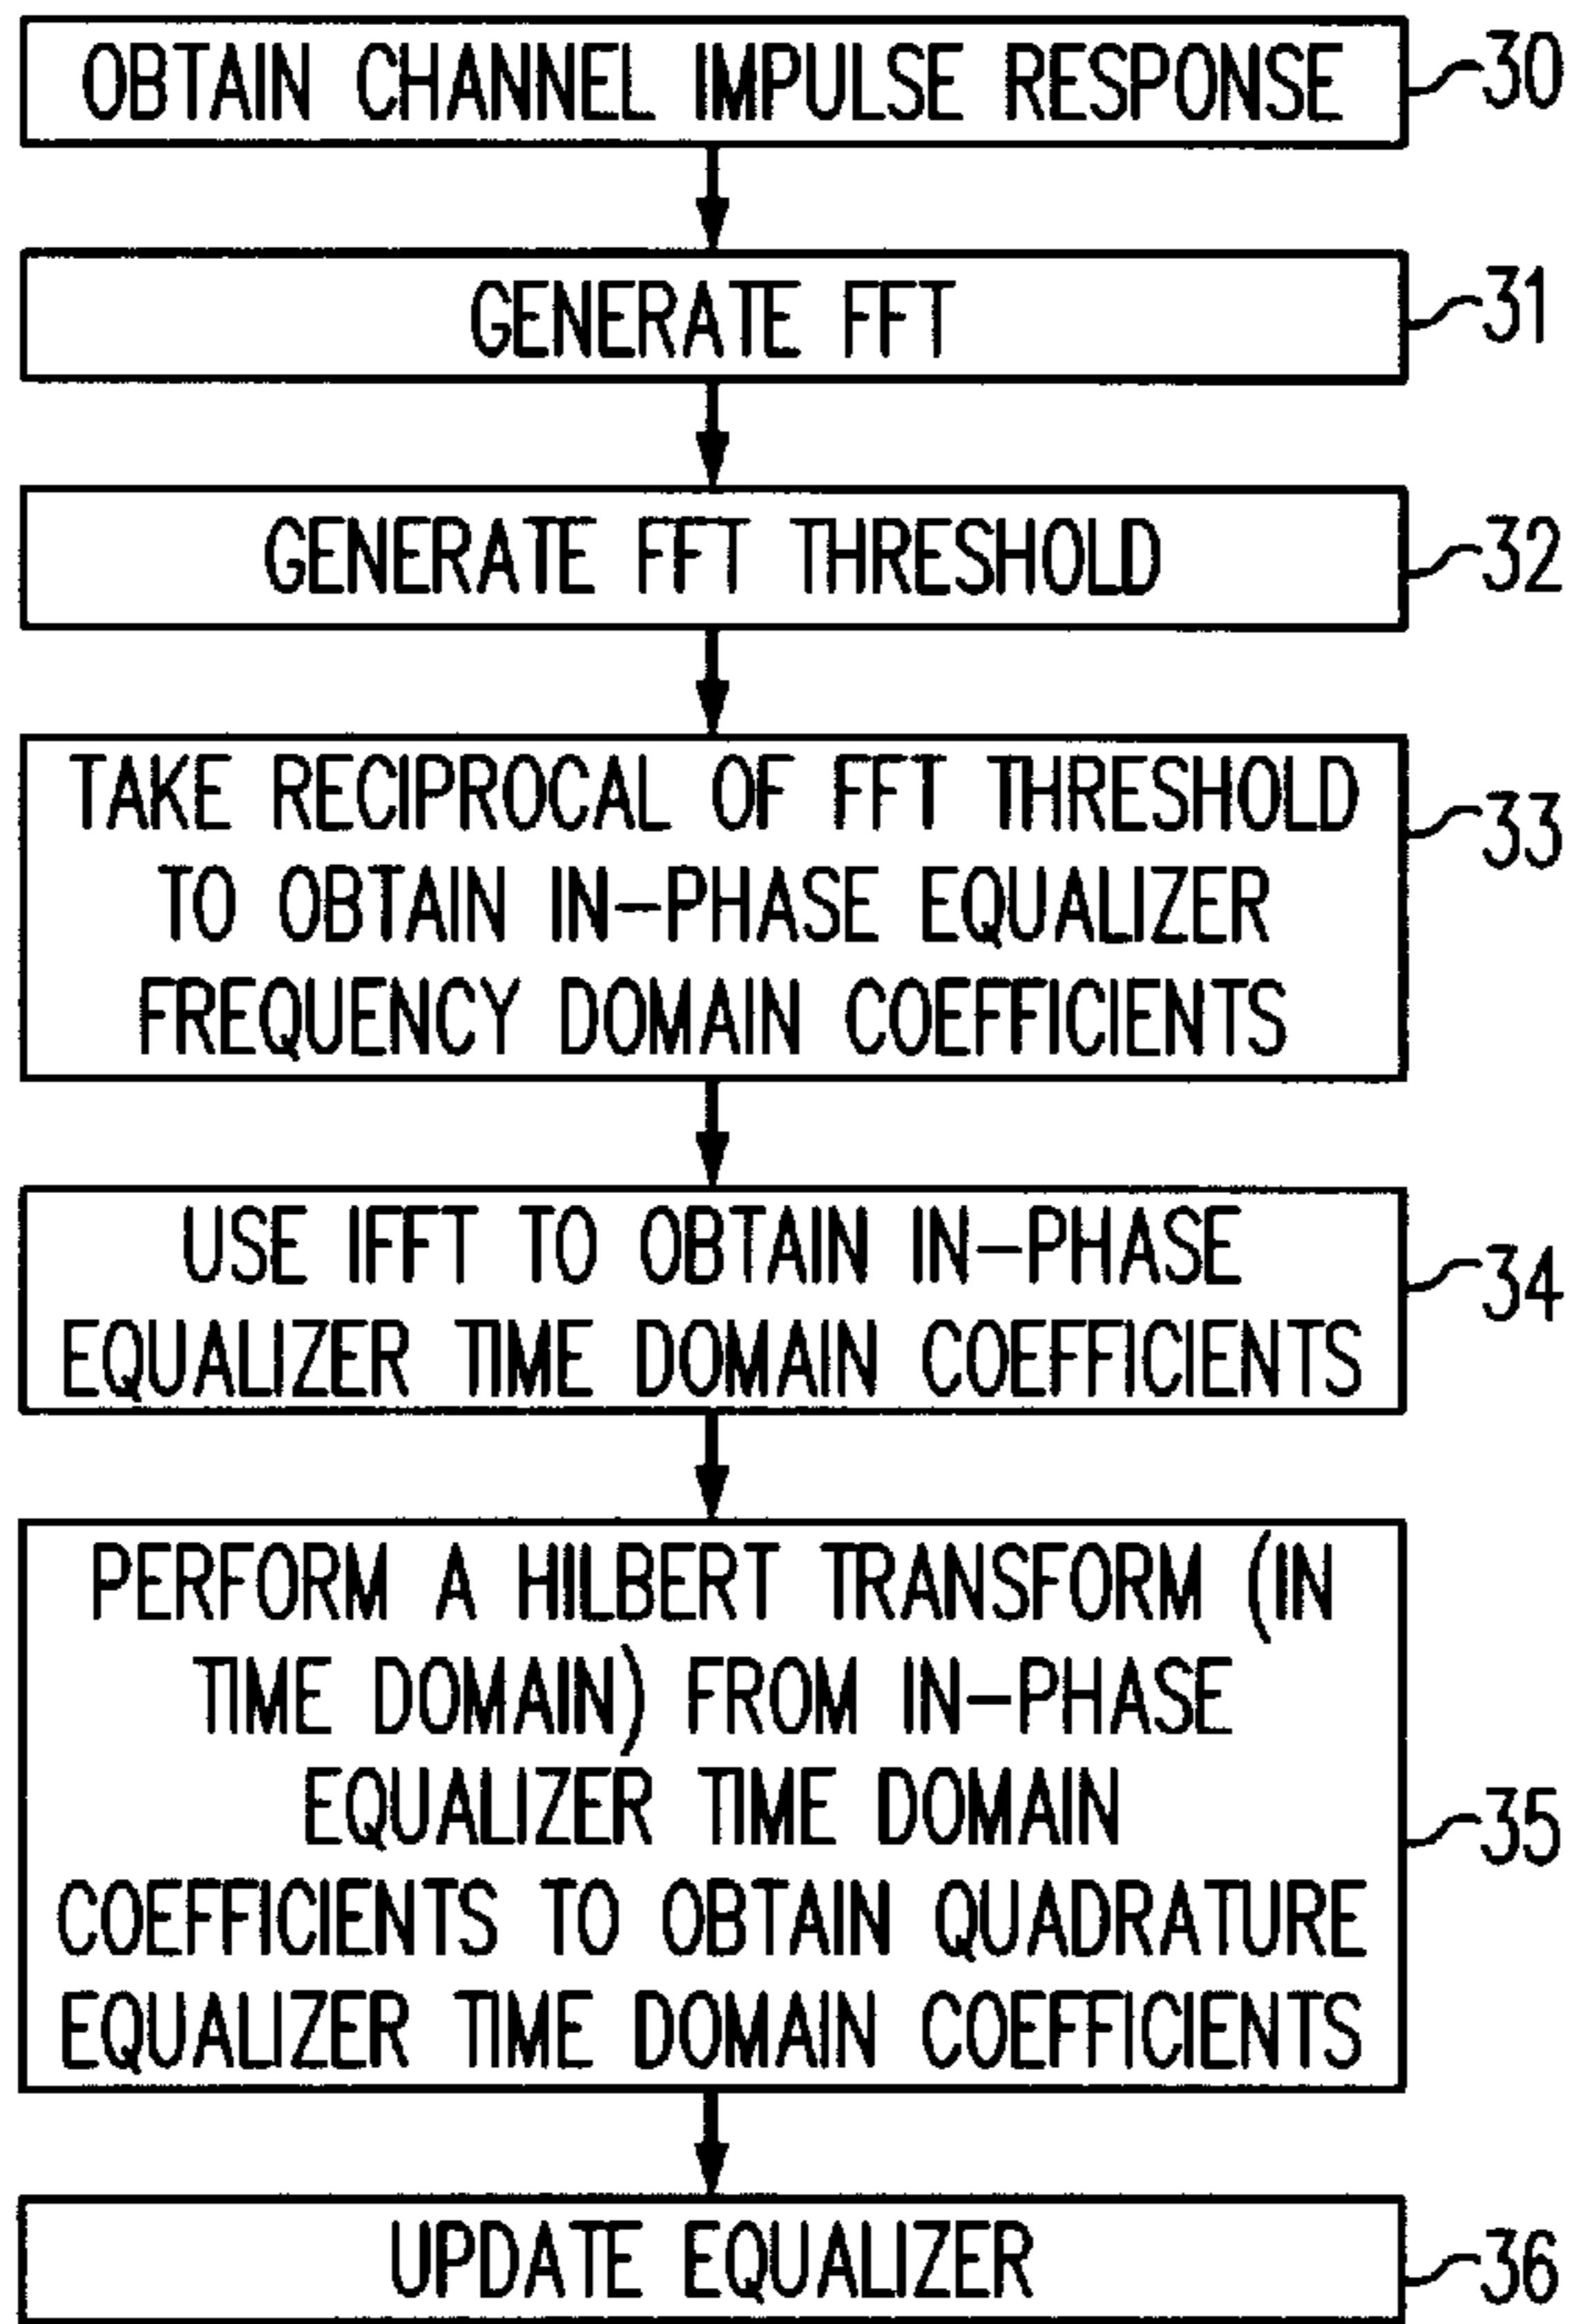 OBTAIN CHANNEL IMPULSE RESPONSE
30
GENERATE FFT
31
GENERATE FFT THRESHOLD
32
TAKE RECIPROCAL OF FFT THRESHOLD
TO OBTAIN IN-PHASE EQUALIZER
FREQUENCY DOMAIN COEFFICIENTS
33
USE IFFT TO OBTAIN IN-PHASE
EQUALIZER TIME DOMAIN COEFFICIENTS
34
PERFORM A HILBERT TRANSFORM (IN
TIME DOMAIN) FROM IN-PHASE
EQUALIZER TIME DOMAIN
COEFFICIENTS TO OBTAIN QUADRATURE
EQUALIZER TIME DOMAIN COEFFICIENTS
35
UPDATE EQUALIZER
36